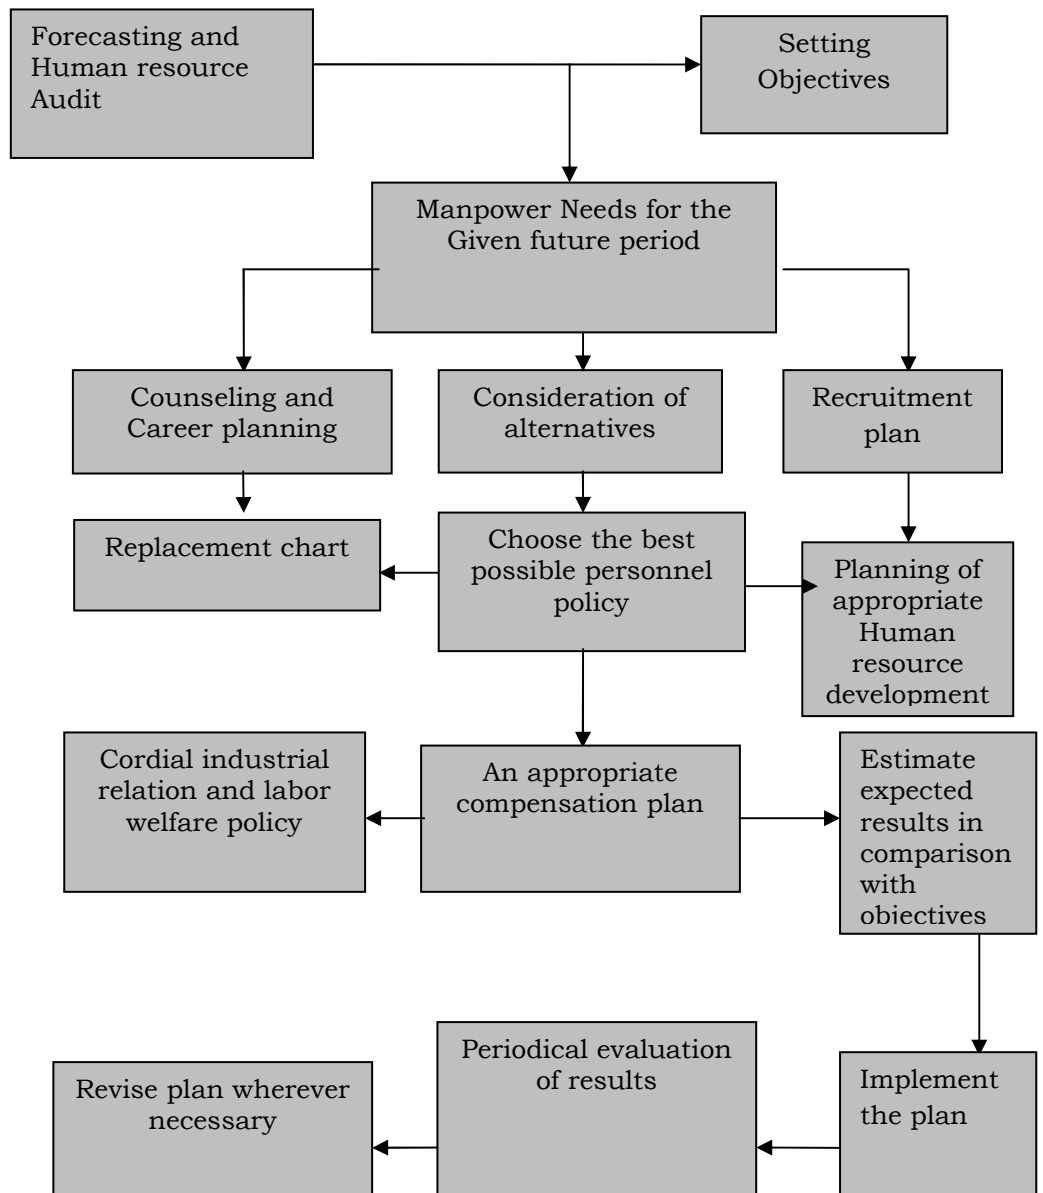 Forecasting and
Human resource
Audit
Setting
Objectives
Manpower Needs for the
Given future period
Counseling and
Career planning
Consideration of
alternatives
Recruitment
plan
Replacement chart
Choose the best
possible personnel
policy
Planning of
appropriate
Human
resource
development
Cordial industrial
relation and labor
welfare policy
An appropriate
compensation plan
Estimate
expected
results in
comparison
with
objectives
Revise plan wherever
necessary
Periodical evaluation
of results
Implement
the plan